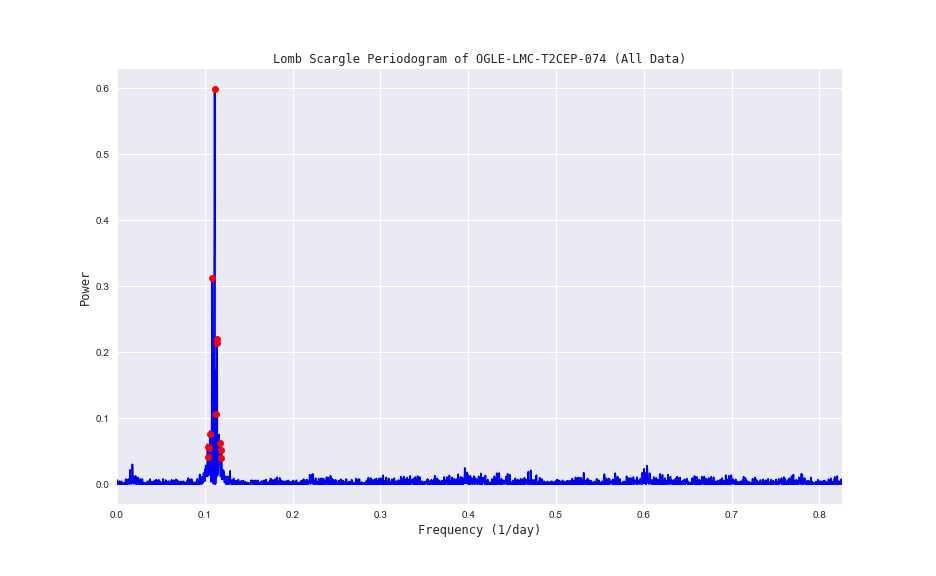 Lomb Scargle Periodogram of OGLE-LMC-T2CEP-074 (All Data)
0.6
0.5
0.4
0.3
0.2
0.1
0.0
Power
0.0 0.1 0.2 0.3 0.4 0.5 0.6 0.7 0.8
Frequency (1/day)